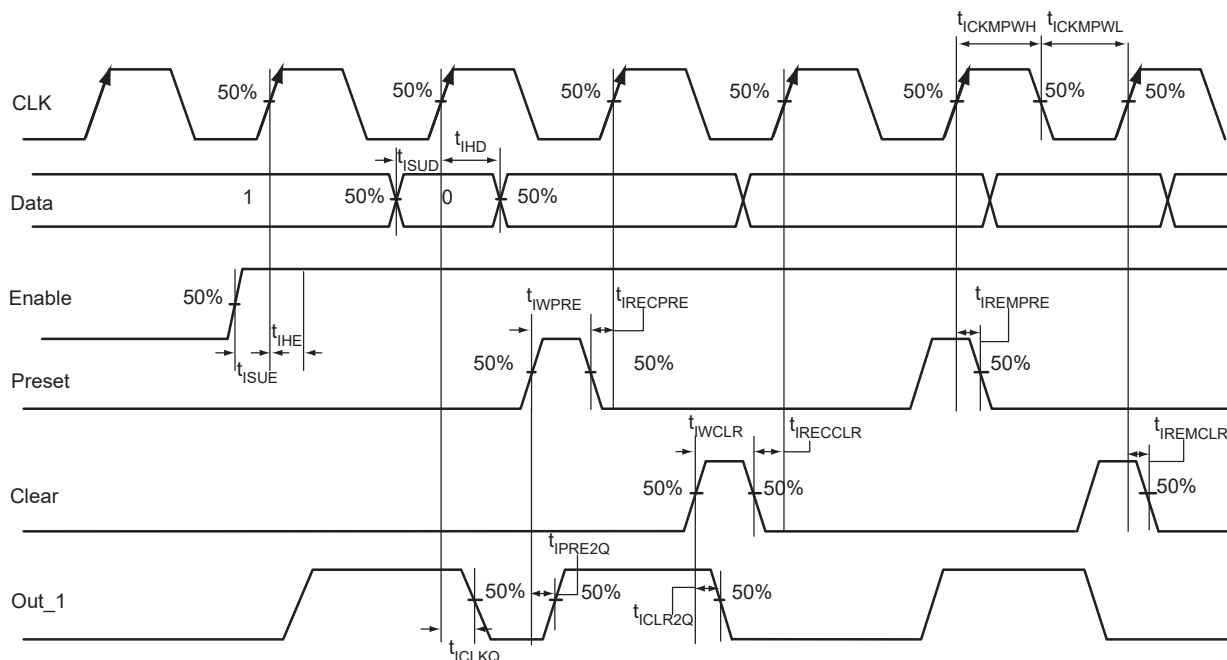 tICKMPWH tICKMPWL
CLK 50% 50% 50% 50% 50% 50% 50%
tISUD tIHD
Data 1 50% 0 50%
Enable 50% tIHE tISUE
tIWPRE tIRECPRE tIREMPRE
Preset 50% 50% 50%
tIWCLR tIRECCLR tIREMCLR
Clear 50% 50% 50%
tIPRE2Q
Out_1 50% 50% 50%
tICLR2Q
tICLKQ